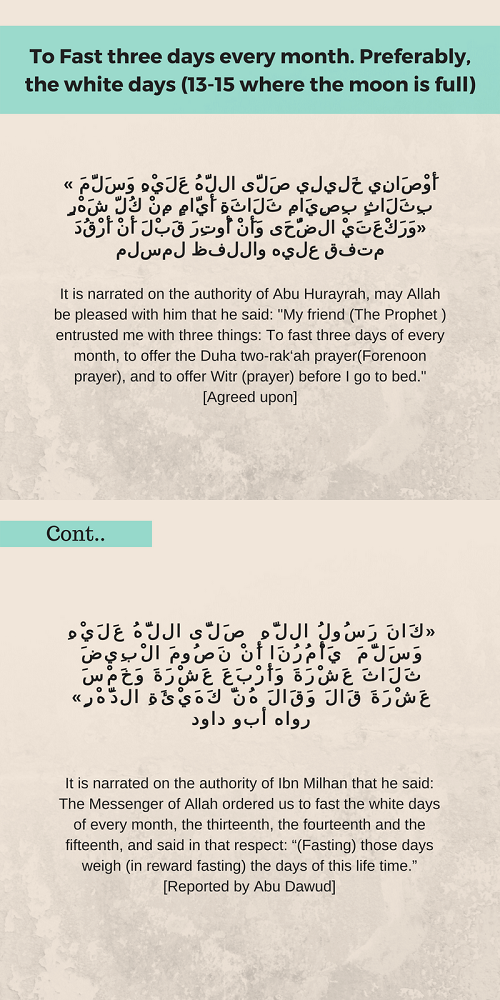 To Fast three days every month. Preferably,
the white days (13-15 where the moon is full)
أَوْصَانِي خَلِيلِي صَلَّى اللَّهُ عَلَيْهِ وَسَلَّمَ »
بِثَلَاثٍ بِصِيَامِ ثَلَاثَةِ أَيَّامٍ مِنْ كُلِّ شَهْرٍ
«وَرَكْعَتَيْ الضُّحَى وَأَنْ أُوتِرَ قَبْلَ أَنْ أَرْقُدَ
متفق عليه واللفظ لمسلم
It is narrated on the authority of Abu Hurayrah, may Allah
be pleased with him that he said: "My friend (The Prophet )
entrusted me with three things: To fast three days of every
month, to offer the Duha two-rak‘ah prayer(Forenoon
prayer), and to offer Witr (prayer) before I go to bed."
[Agreed upon]
Cont..
«كَانَ رَسُولُ اللَّهِ صَلَّى اللَّهُ عَلَيْهِ
وَسَلَّمَ يَأْمُرُنَا أَنْ نَصُومَ الْبِيضَ
ثَلَاثَ عَشْرَةَ وَأَرْبَعَ عَشْرَةَ وَخَمْسَ
عَشْرَةَ قَالَ وَقَالَ هُنَّ كَهَيْئَةِ الدَّهْرِ»
رواه أبو داود
It is narrated on the authority of Ibn Milhan that he said:
The Messenger of Allah ordered us to fast the white days
of every month, the thirteenth, the fourteenth and the
fifteenth, and said in that respect: “(Fasting) those days
weigh (in reward fasting) the days of this life time.”
[Reported by Abu Dawud]